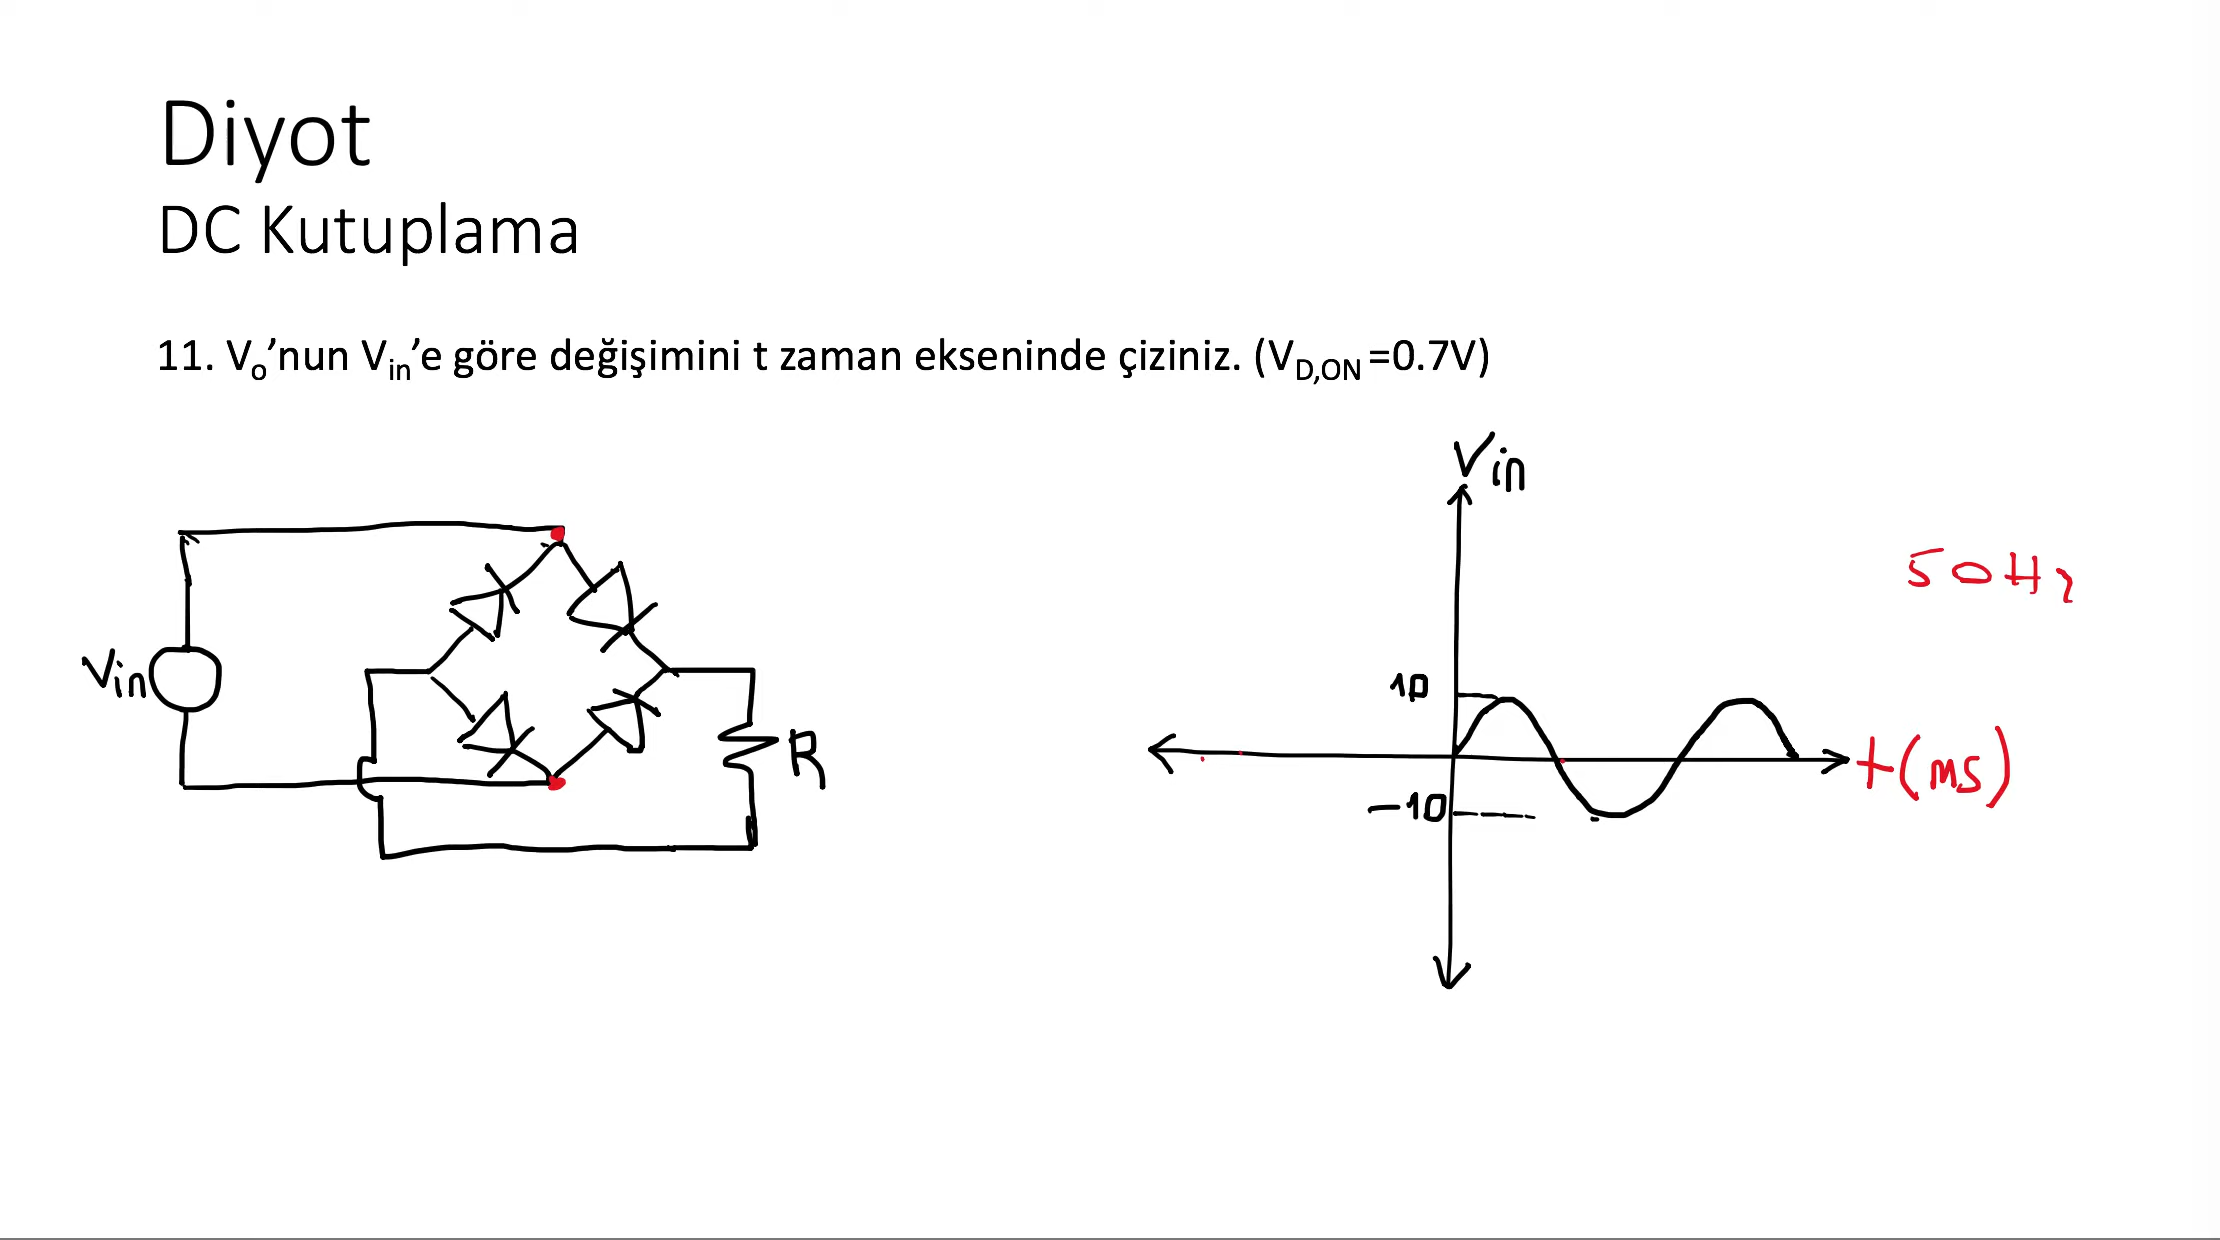 Diyot
DC Kutuplama
11. Vo’nun Vin’e göre değişimini t zaman ekseninde çiziniz. (VD,ON =0.7V)
Vin
50Hz
Vin
10
R
t(ms)
-10